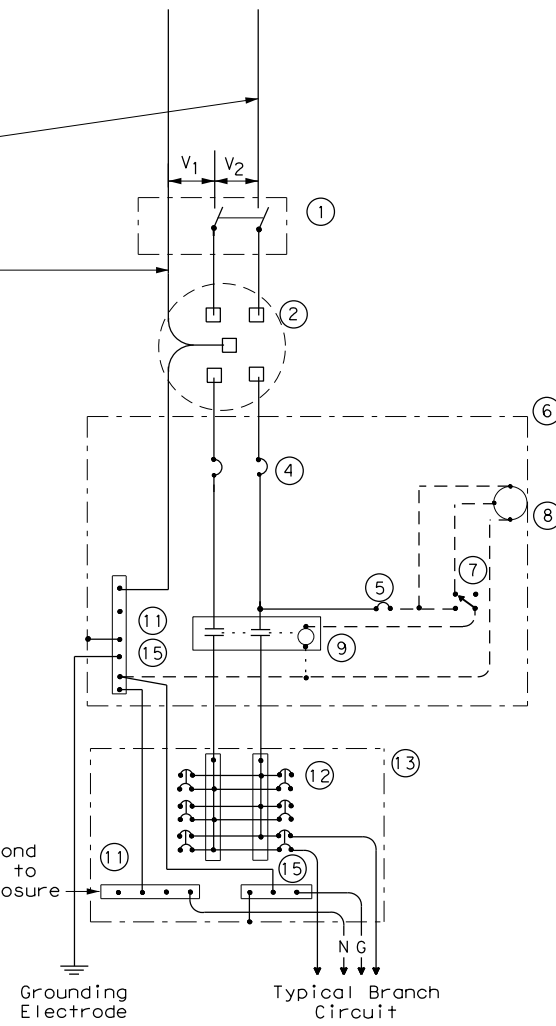 V1 V2
1
2
6
4
8
7
5
11
9
15
13
12
11
15
ond
to
osure
N G
Grounding
Electrode
Typical Branch
Circuit